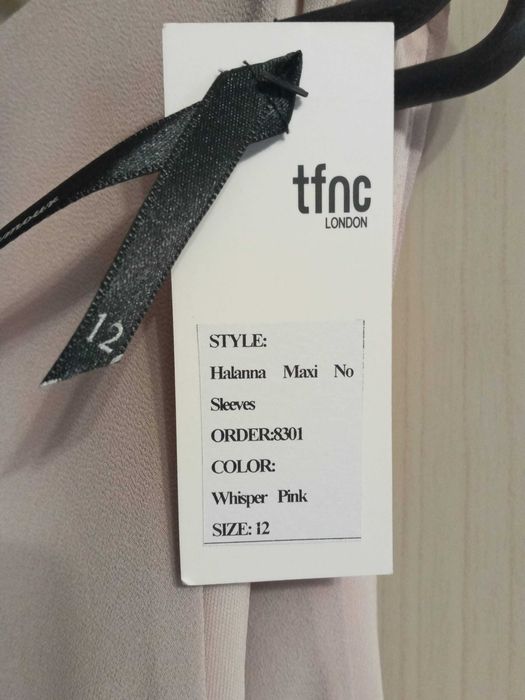 tfnc
LONDON
12
STYLE:
Halanna Maxi No
Sleeves
ORDER:8301
COLOR:
Whisper Pink
SIZE: 12